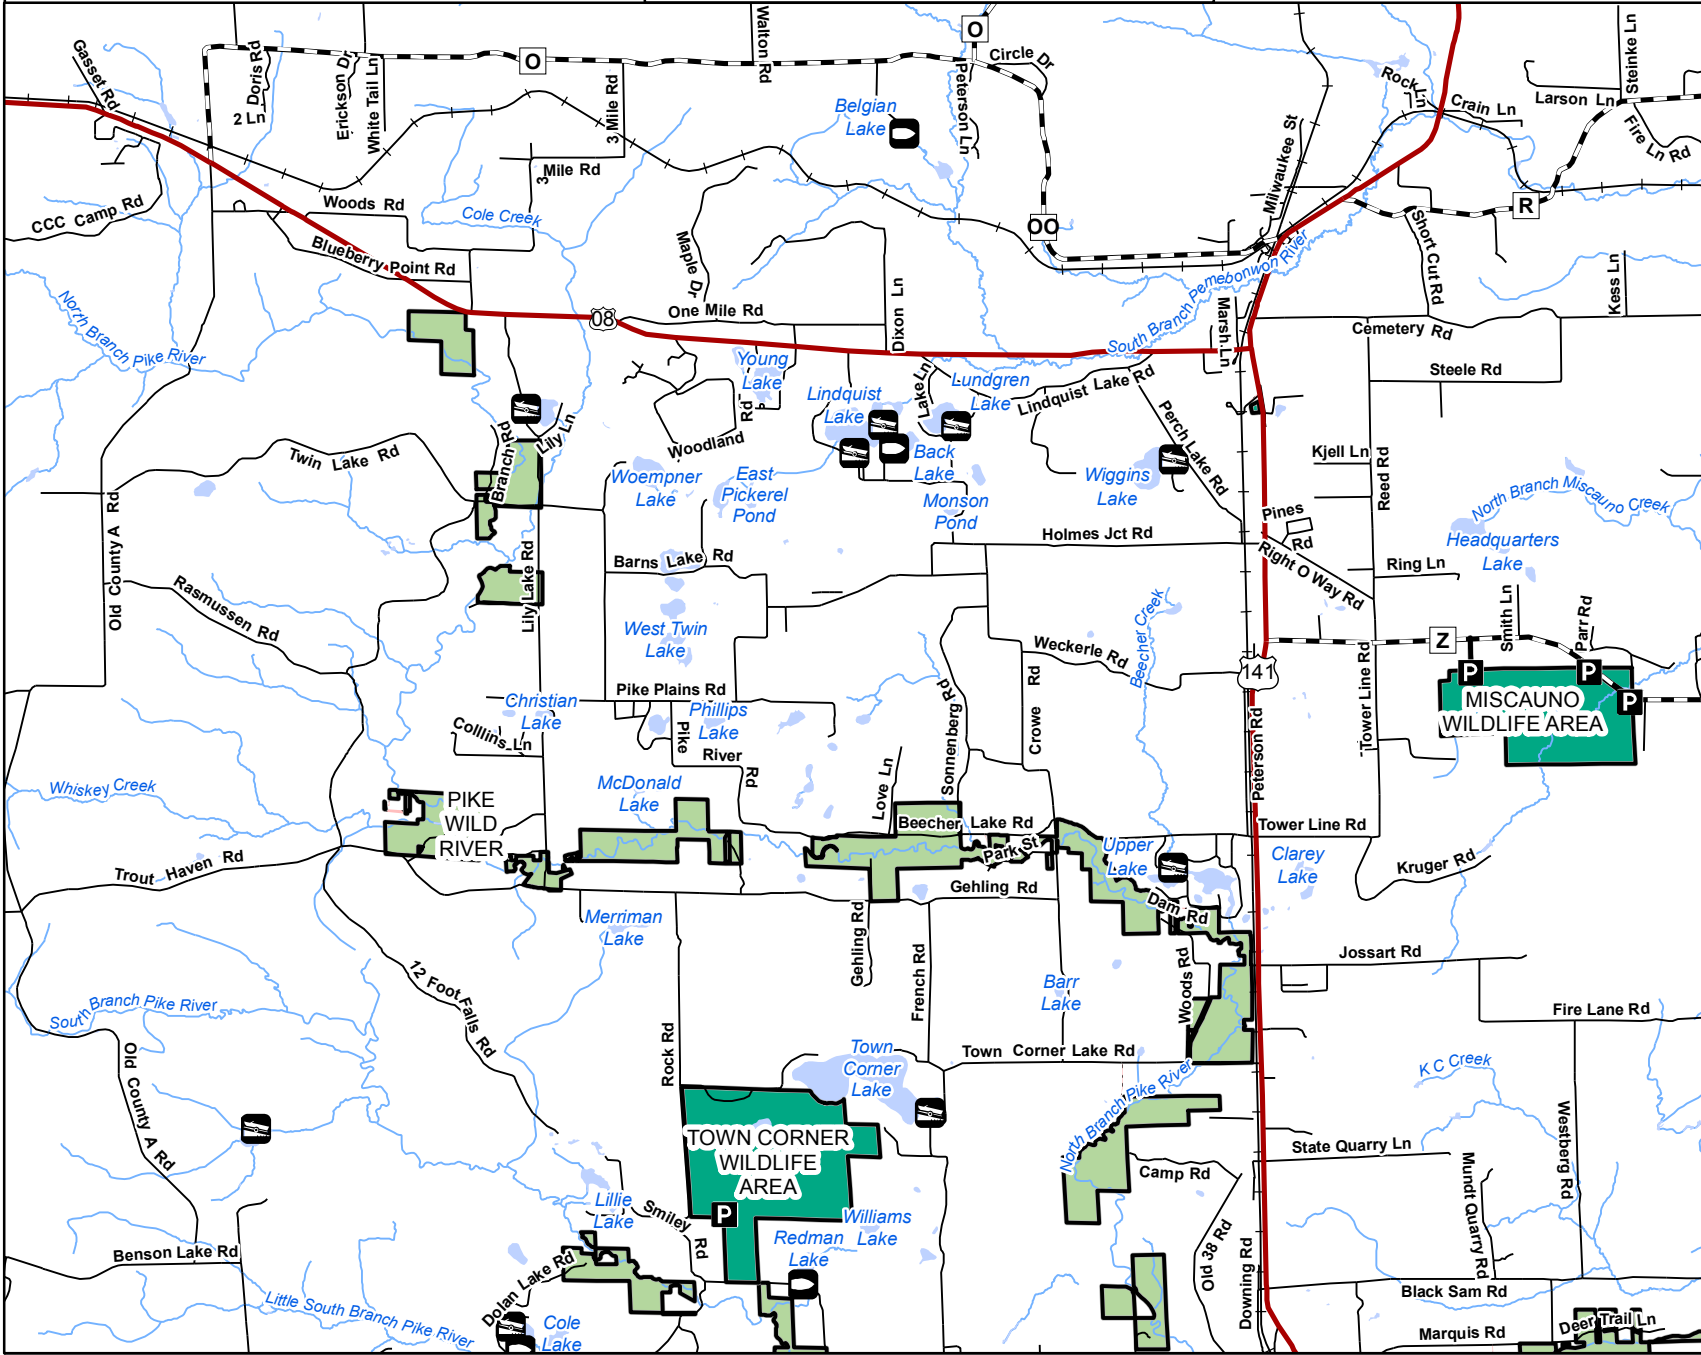 Gasset Rd
Doris Rd
2 Ln
Erickson Dr
White Tail Ln
O
3 Mile Rd
3 Mile Rd
Walton Rd
Belgian
Lake
O
Circle Dr
Peterson Ln
OO
Milwaukee St
Rock Ln
Crain Ln
Larson Ln
Steinke Ln
Fire Ln Rd
R
CCC Camp Rd
Woods Rd
Cole Creek
Blueberry Point Rd
Maple Dr
Short Cut Rd
Kess Ln
North Branch Pike River
08
One Mile Rd
Dixon Ln
South Branch Pemebonwon River
Marsh Ln
Cemetery Rd
Steele Rd
Young
Lake
Lindquist
Lake
Lake Ln
Lundgren
Lake
Lindquist Lake Rd
Perch Lake Rd
Branch Rd
Lily Ln
Woodland
Rd
Back
Lake
Twin Lake Rd
Woempner
Lake
East
Pickerel
Pond
Monson
Pond
Wiggins
Lake
Kjell Ln
Reed Rd
Pines
Rd
North Branch Miscauno Creek
Headquarters
Lake
Old County A Rd
Holmes Jct Rd
Right O Way Rd
Ring Ln
Barns Lake Rd
Lily Lake Rd
Rasmussen Rd
West Twin
Lake
Weckerle Rd
Beecher Creek
Z
Smith Ln
Parr Rd
141
P
P
P
MISCAUNO
WILDLIFE AREA
Pike Plains Rd
Christian
Lake
Collins Ln
Phillips
Lake
Pike
River
Rd
Sonnenberg Rd
Crowe Rd
Peterson Rd
Tower Line Rd
Whiskey Creek
McDonald
Lake
Love Ln
PIKE
WILD
RIVER
Beecher Lake Rd
Park St
Upper
Lake
Tower Line Rd
Clarey
Lake
Kruger Rd
Trout Haven Rd
Gehling Rd
Dam Rd
Merriman
Lake
Gehling Rd
French Rd
Woods Rd
Jossart Rd
12 Foot Falls Rd
Barr
Lake
South Branch Pike River
Fire Lane Rd
Old County A Rd
Rock Rd
Town
Corner
Lake
Town Corner Lake Rd
K C Creek
North Branch Pike River
TOWN CORNER
WILDLIFE
AREA
P
Camp Rd
State Quarry Ln
Westberg Rd
Mundt Quarry Rd
Lillie
Lake
Smiley Rd
Williams
Lake
Redman
Lake
Old 38 Rd
Downing Rd
Benson Lake Rd
Dolan Lake Rd
Black Sam Rd
Little South Branch Pike River
Cole
Lake
Marquis Rd
Deer Trail Ln